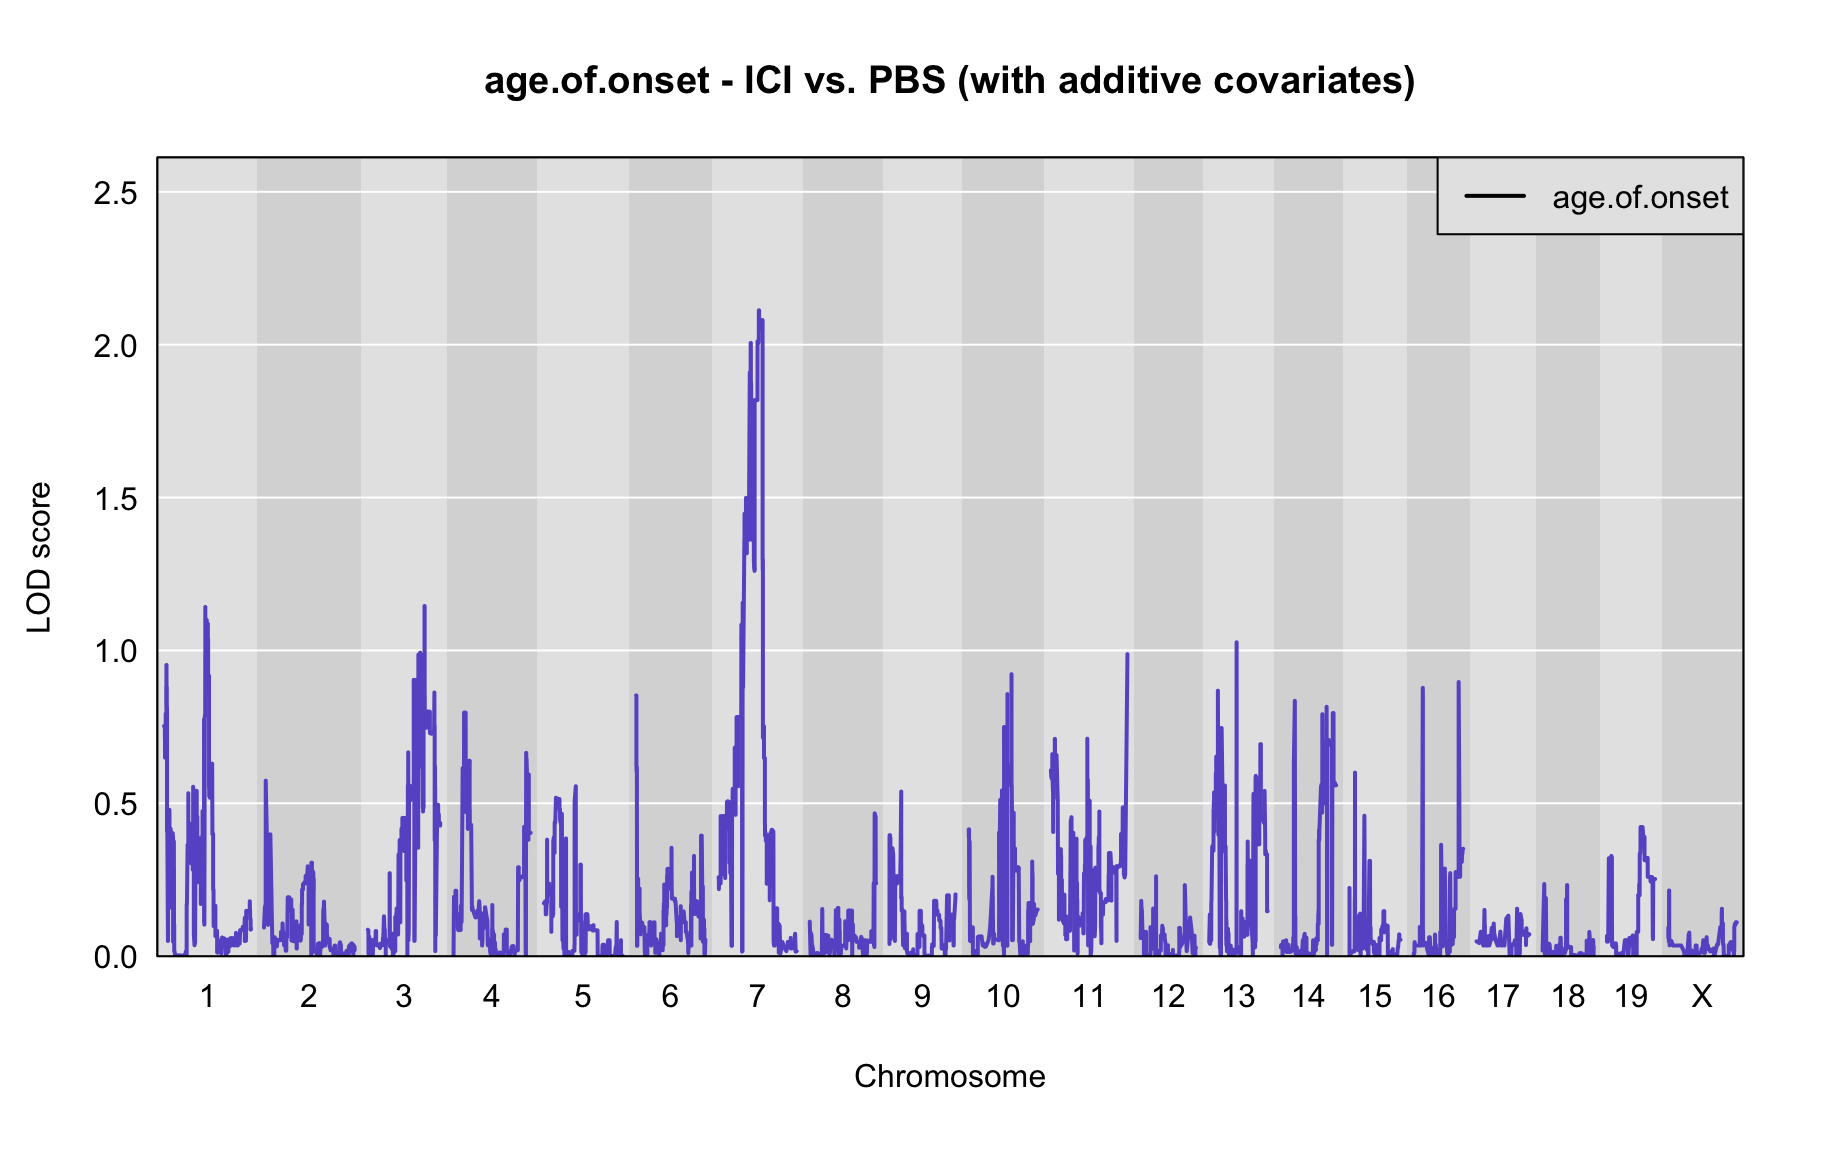 age.of.onset - ICI vs. PBS (with additive covariates)
age.of.onset
LOD score
2.5
2.0
1.5
1.0
0.5
0.0
1 2 3 4 5 6 7 8 9 10 11 12 13 14 15 16 17 18 19 X
Chromosome